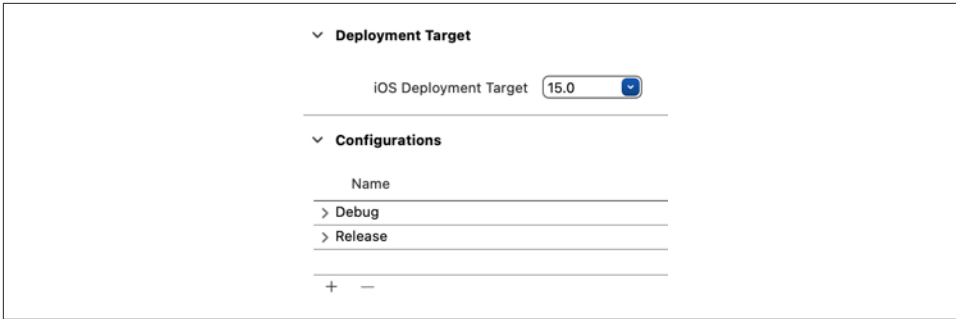 Deployment Target
iOS Deployment Target 15.0
Configurations
Name
Debug
Release